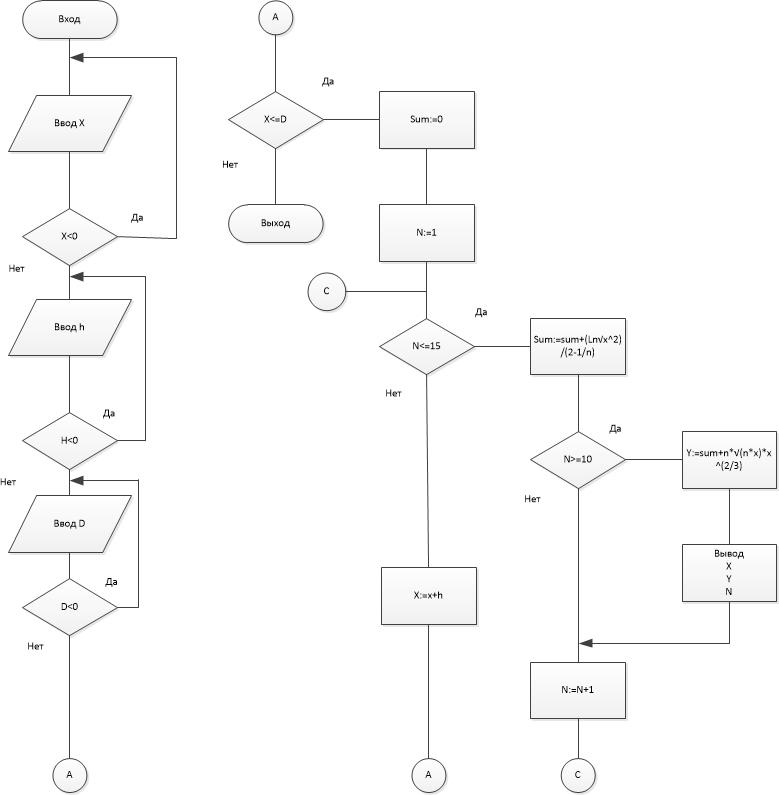 Вход
Ввод X
Да
X<0
Нет
Ввод h
Да
H<0
Нет
Ввод D
Да
D<0
Нет
A
A
Да
X<=D
Sum:=0
Нет
Выход
N:=1
C
Да
N<=15
Sum:=sum+(Lm/x^2)
/(2-1/n)
Нет
Да
N>=10
Y:=sum+n*√(n*x)*x
^(2/3)
Нет
Вывод
X
Y
N
X:=x+h
N:=N+1
A
C